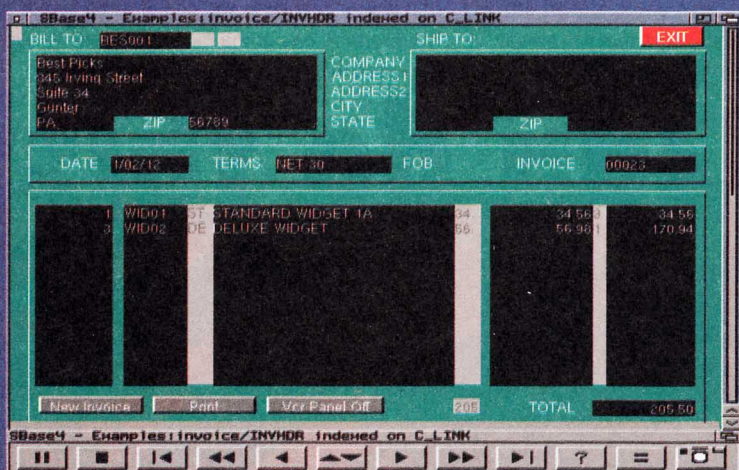 SBase4 - Examples:invoice/INVHDR indexed on C_LINK
BILL TO BES001 SHIP TO: EXIT
Best Picks COMPANY
345 Irving Street ADDRESS1
Suite 34 ADDRESS2
Gunter CITY
PA ZIP 56789 STATE ZIP
DATE 1/02/12 TERMS NET 30 FOB INVOICE 00023
1 WID01 ST STANDARD WIDGET 1A 34. 34.56 34.56
3 WID02 DE DELUXE WIDGET 56. 56.98 170.94
New Invoice Print Vcr Panel Off 205 TOTAL 205.50
SBase4 - Examples:invoice/INVHDR indexed on C_LINK
? =